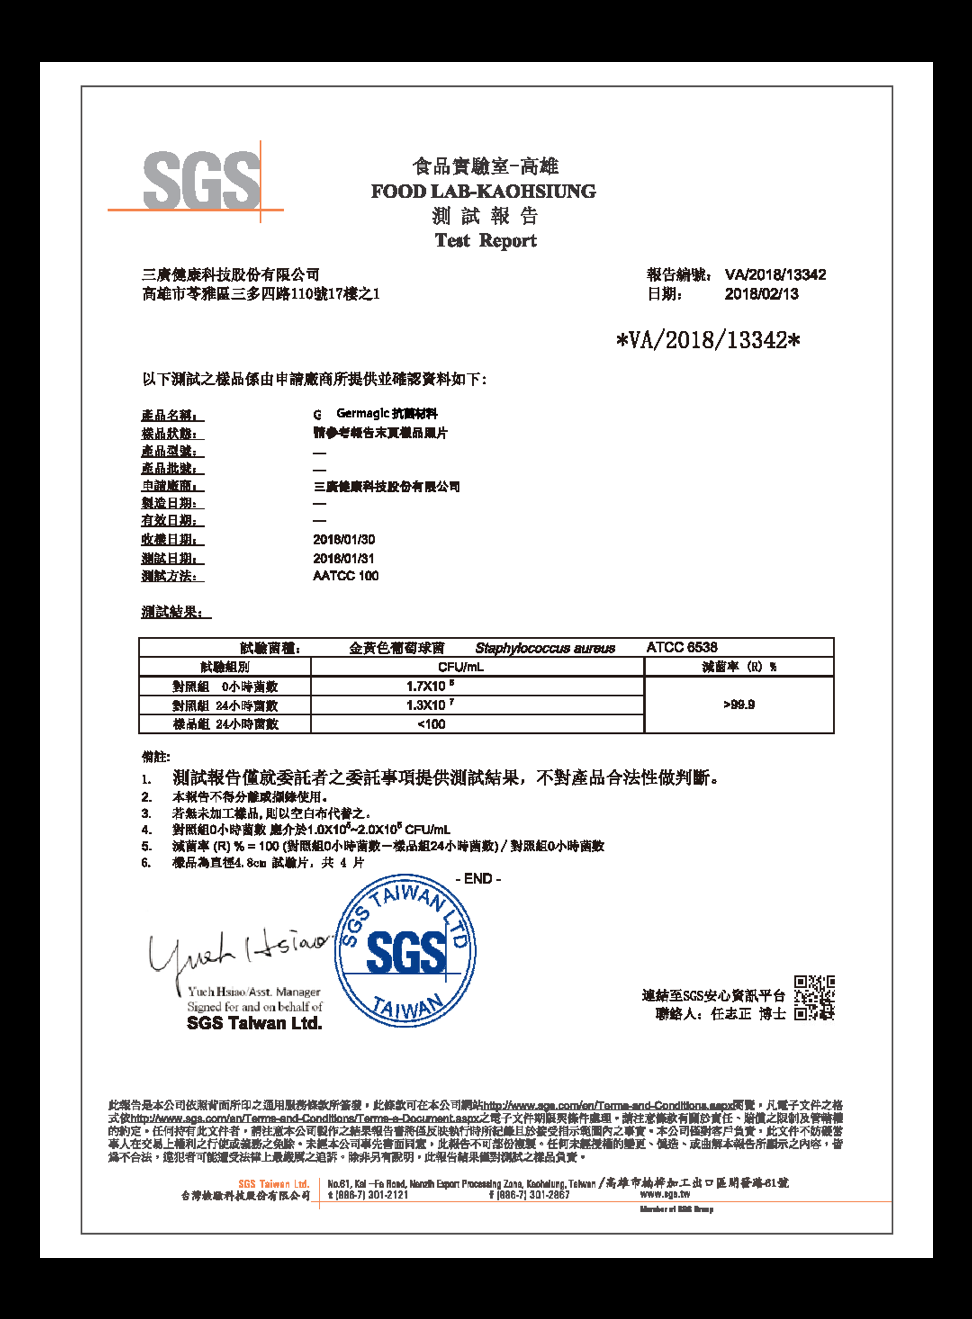 SGS
食品實驗室-高雄
FOOD LAB-KAOHSIUNG
測 試 報 告
Test Report
三廣健康科技股份有限公司
高雄市苓雅區三多四路110號17樓之1
報告編號: VA/2018/13342
日期: 2018/02/13
*VA/2018/13342*
以下測試之樣品係由申請廠商所提供並確認資料如下:
產品名稱: G Germagic 抗菌材料
樣品狀態: 請參考報告末頁樣品照片
產品型號: —
產品批號: —
申請廠商: 三廣健康科技股份有限公司
製造日期: —
有效日期: —
收樣日期: 2018/01/30
測試日期: 2018/01/31
測試方法: AATCC 100
測試結果:
試驗菌種: 金黃色葡萄球菌 Staphylococcus aureus ATCC 6538
試驗組別 CFU/mL 減菌率 (R) %
對照組 0小時菌數 1.7X10 5
對照組 24小時菌數 1.3X10 7 >99.9
樣品組 24小時菌數 <100
備註:
1. 測試報告僅就委託者之委託事項提供測試結果，不對產品合法性做判斷。
2. 本報告不得分離或擷錄使用。
3. 若無未加工樣品,則以空白布代替之。
4. 對照組0小時菌數 應介於1.0X105~2.0X105 CFU/mL
5. 減菌率 (R) % = 100 (對照組0小時菌數－樣品組24小時菌數) / 對照組0小時菌數
6. 樣品為直徑4.8cm 試驗片, 共 4 片
- END -
SGS TAIWAN LTD
SGS
TAIWAN
Yueh Hsiao
Yueh Hsiao/Asst. Manager
Signed for and on behalf of
SGS Taiwan Ltd.
連結至SGS安心資訊平台
聯絡人: 任志正 博士
此報告是本公司依照背面所印之通用服務條款所簽發，此條款可在本公司網站http://www.sgs.com/en/Terms-and-Conditions.aspx閱覽，凡電子文件之格
式依http://www.sgs.com/en/Terms-and-Conditions/Terms-e-Document.aspx之電子文件期限與條件處理。請注意條款有關於責任、賠償之限制及管轄權
的約定。任何持有此文件者，請注意本公司製作之結果報告書將僅反映執行時所紀錄且於接受指示範圍內之事實。本公司僅對客戶負責，此文件不妨礙當
事人在交易上權利之行使或義務之免除。未經本公司事先書面同意，此報告不可部份複製。任何未經授權的變更、偽造、或曲解本報告所顯示之內容，皆
為不合法，違犯者可能遭受法律上最嚴厲之追訴。除非另有說明，此報告結果僅對測試之樣品負責。
SGS Taiwan Ltd. No.61, Kai-Fa Road, Nanzih Export Processing Zone, Kaohsiung, Taiwan /高雄市楠梓加工出口區開發路61號
台灣檢驗科技股份有限公司 t (886-7) 301-2121 f (886-7) 301-2867 www.sgs.tw
Member of SGS Group